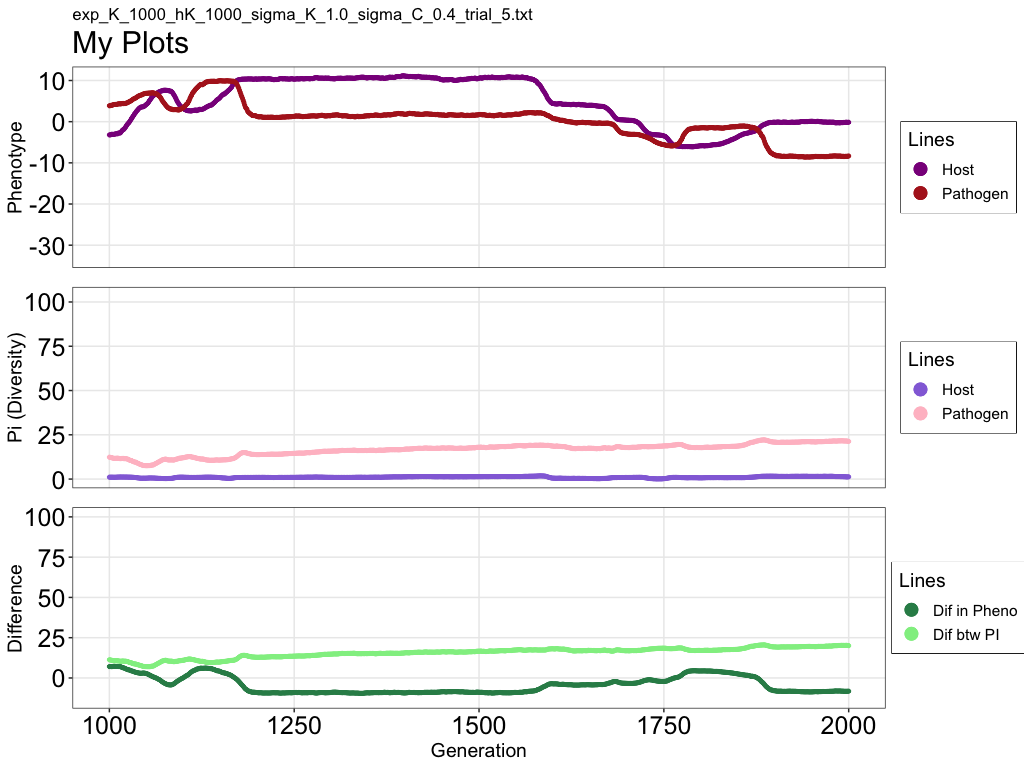 exp_K_1000_hK_1000_sigma_K_1.0_sigma_C_0.4_trial_5.txt
My Plots
Phenotype
10
0
-10
-20
-30
Lines
Host
Pathogen
Pi (Diversity)
100
75
50
25
0
Lines
Host
Pathogen
Difference
100
75
50
25
0
Lines
Dif in Pheno
Dif btw PI
1000 1250 1500 1750 2000
Generation